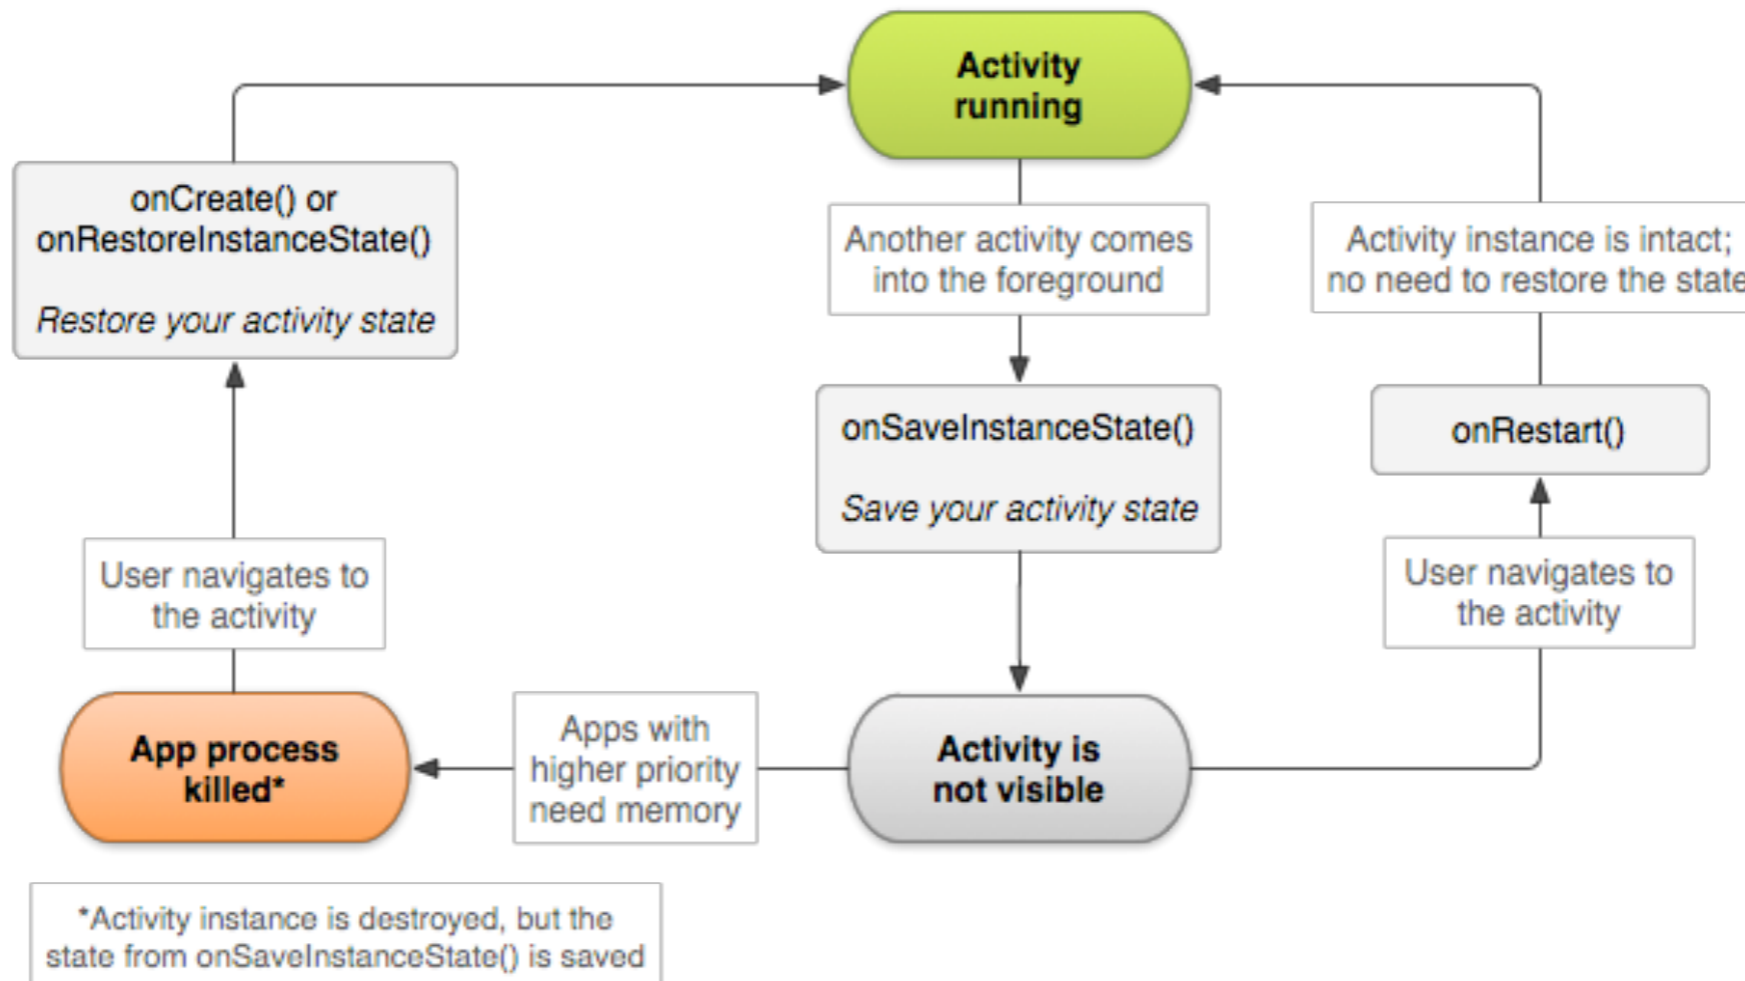 Activity
running
onCreate() or
onRestoreInstanceState()
Restore your activity state
Another activity comes
into the foreground
Activity instance is intact;
no need to restore the state
onSaveInstanceState()
Save your activity state
onRestart()
User navigates to
the activity
User navigates to
the activity
App process
killed*
Apps with
higher priority
need memory
Activity is
not visible
*Activity instance is destroyed, but the
state from onSaveInstanceState() is saved